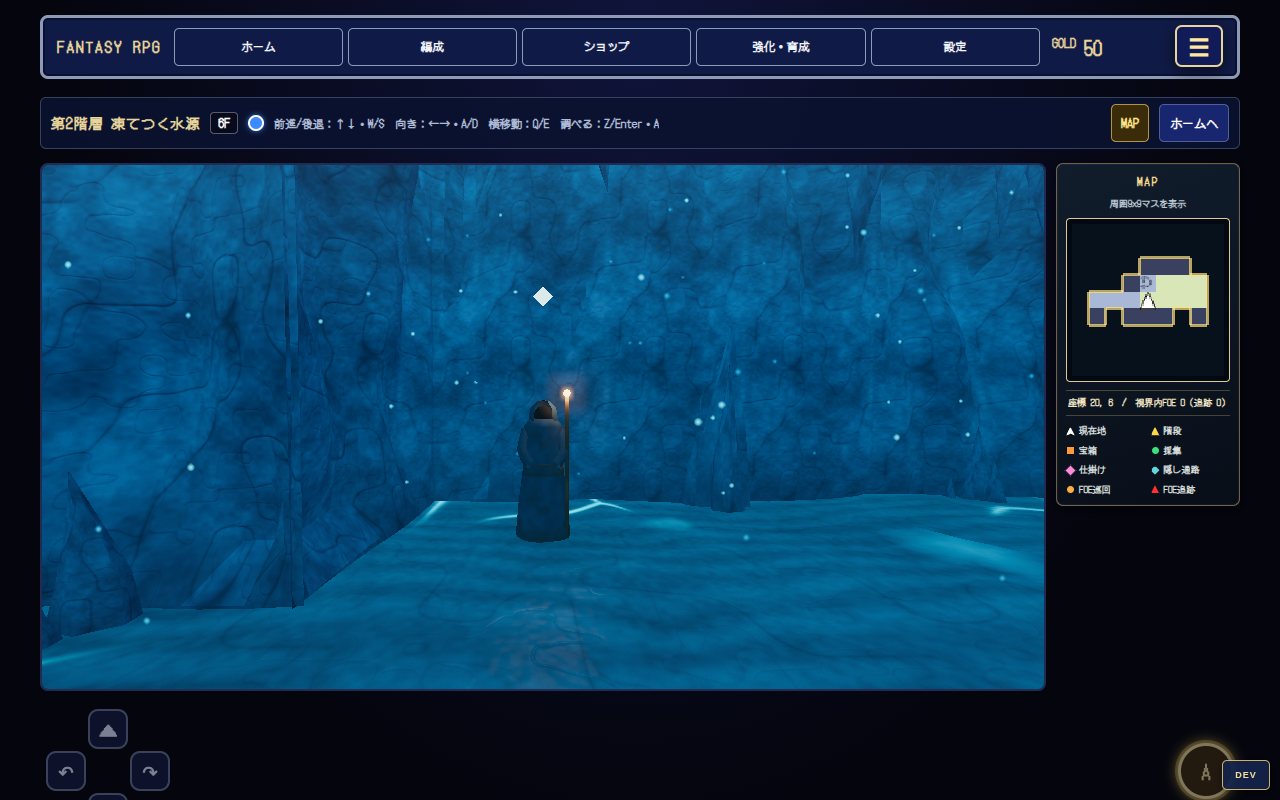 FANTASY RPG
ホーム
編成
ショップ
強化・育成
設定
GOLD 50
第2階層 凍てつく水源
6F
前進/後退：↑↓・W/S 向き：←→・A/D 横移動：Q/E 調べる：Z/Enter・A
MAP
ホームへ
MAP
周囲9x9マスを表示
座標 20, 6 / 視界内FOE 0 (追跡 0)
現在地
階段
宝箱
採集
仕掛け
隠し通路
FOE巡回
FOE追跡
A
DEV